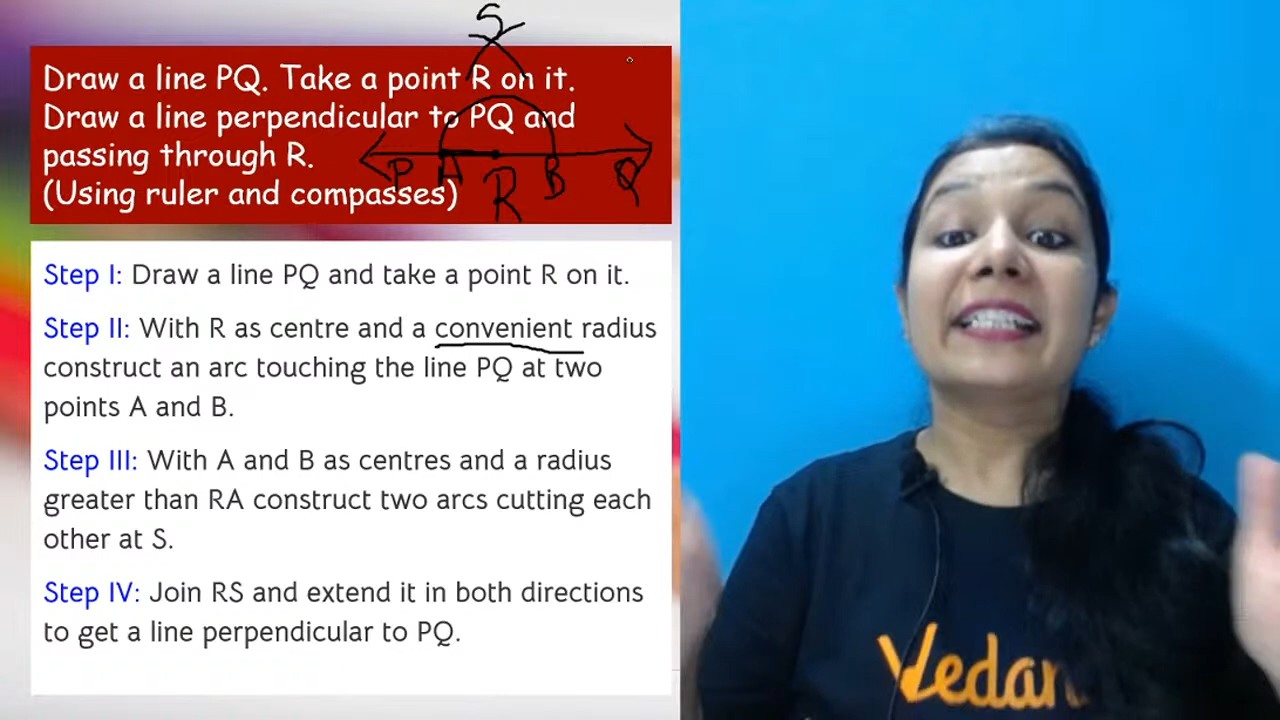 S
Draw a line PQ. Take a point R on it.
Draw a line perpendicular to PQ and
passing through R.
(Using ruler and compasses)
P A R B Q
Step I: Draw a line PQ and take a point R on it.
Step II: With R as centre and a convenient radius
construct an arc touching the line PQ at two
points A and B.
Step III: With A and B as centres and a radius
greater than RA construct two arcs cutting each
other at S.
Step IV: Join RS and extend it in both directions
to get a line perpendicular to PQ.
Vedan